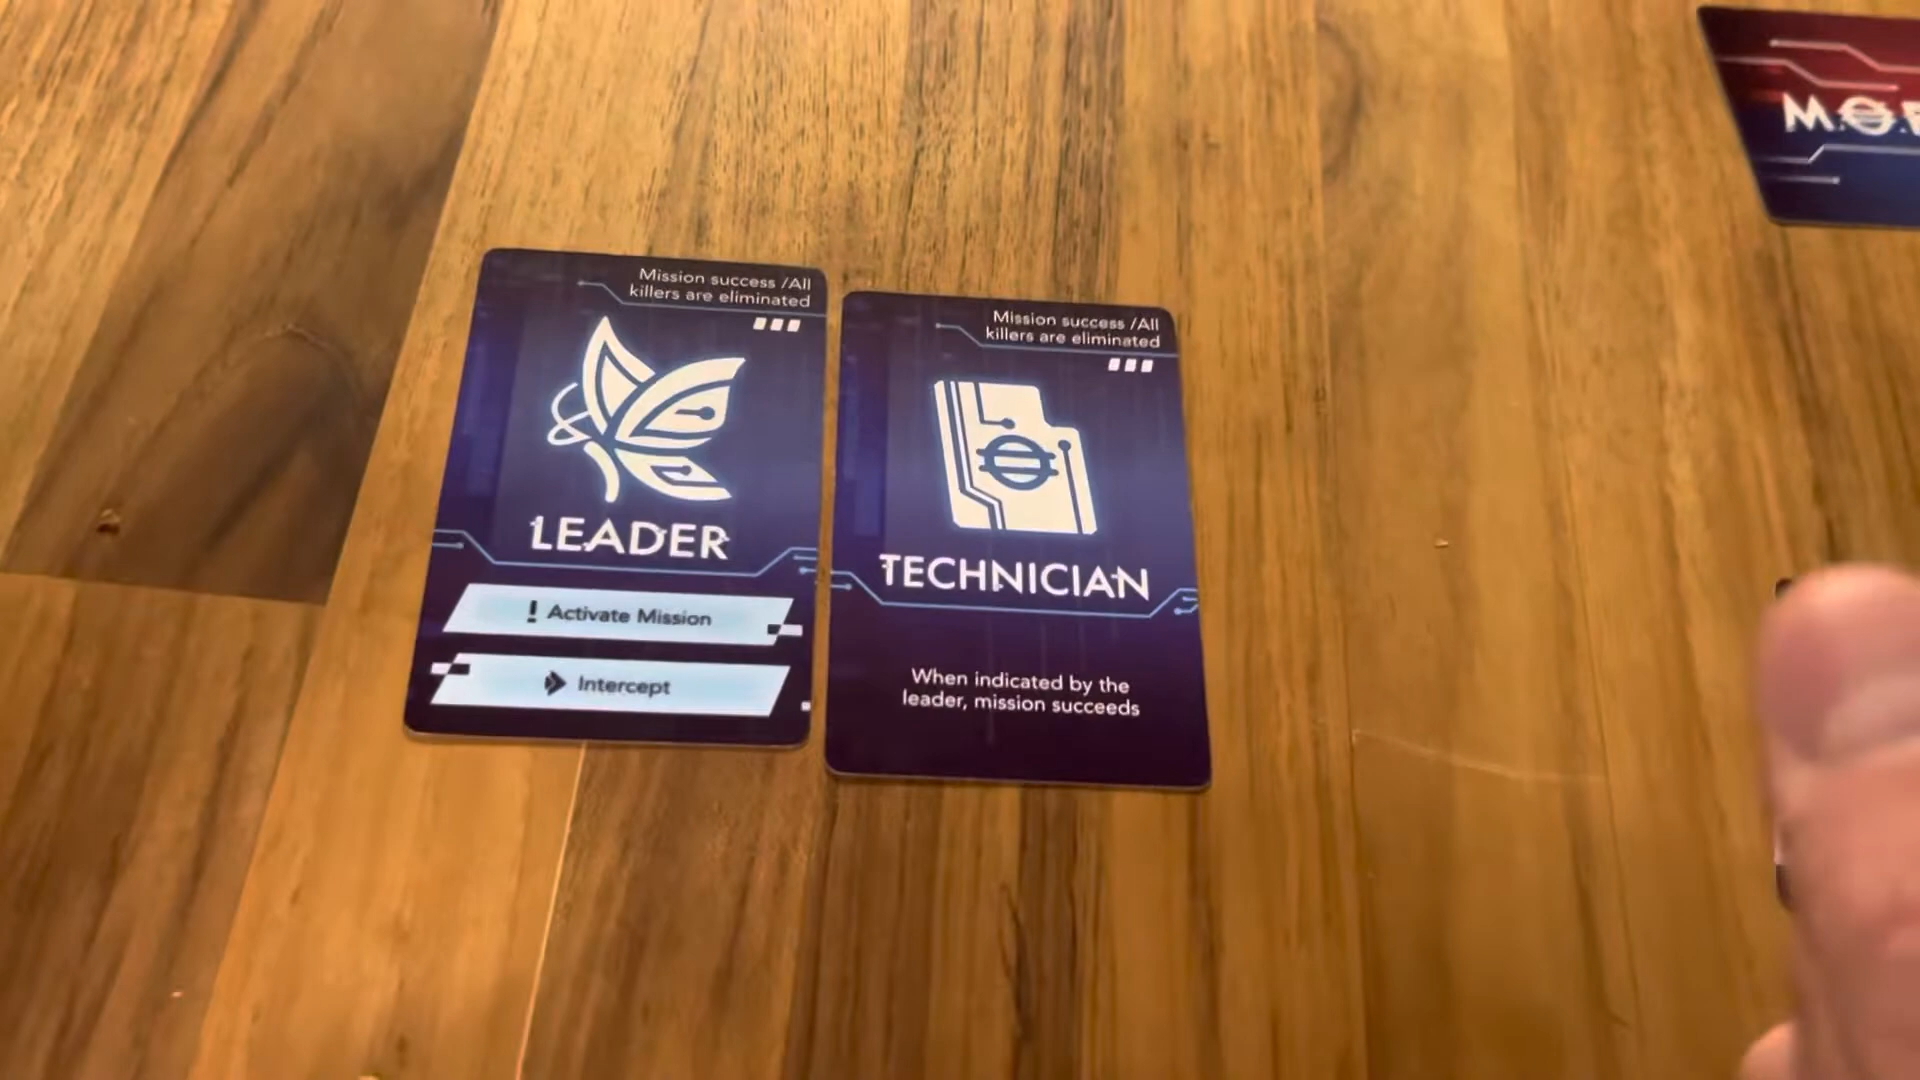 Mission success /All
killers are eliminated
LEADER
! Activate Mission
Intercept
Mission success /All
killers are eliminated
TECHNICIAN
When indicated by the
leader, mission succeeds